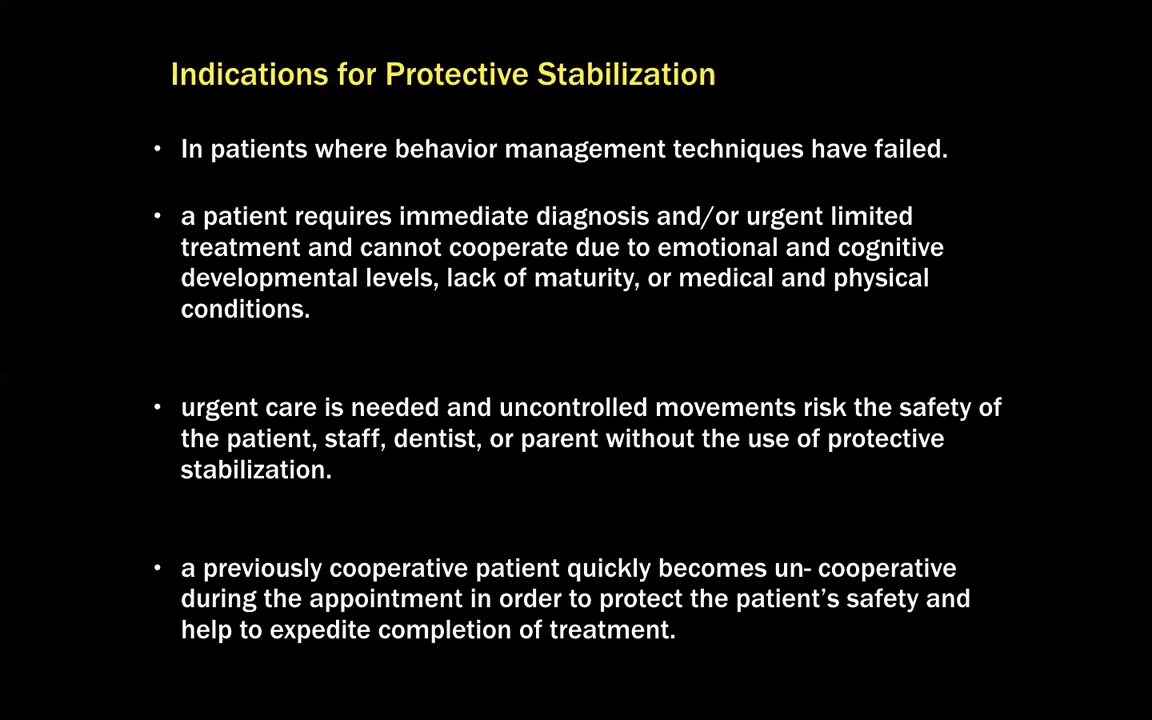 Indications for Protective Stabilization
• In patients where behavior management techniques have failed.
• a patient requires immediate diagnosis and/or urgent limited
treatment and cannot cooperate due to emotional and cognitive
developmental levels, lack of maturity, or medical and physical
conditions.
• urgent care is needed and uncontrolled movements risk the safety of
the patient, staff, dentist, or parent without the use of protective
stabilization.
• a previously cooperative patient quickly becomes un- cooperative
during the appointment in order to protect the patient’s safety and
help to expedite completion of treatment.